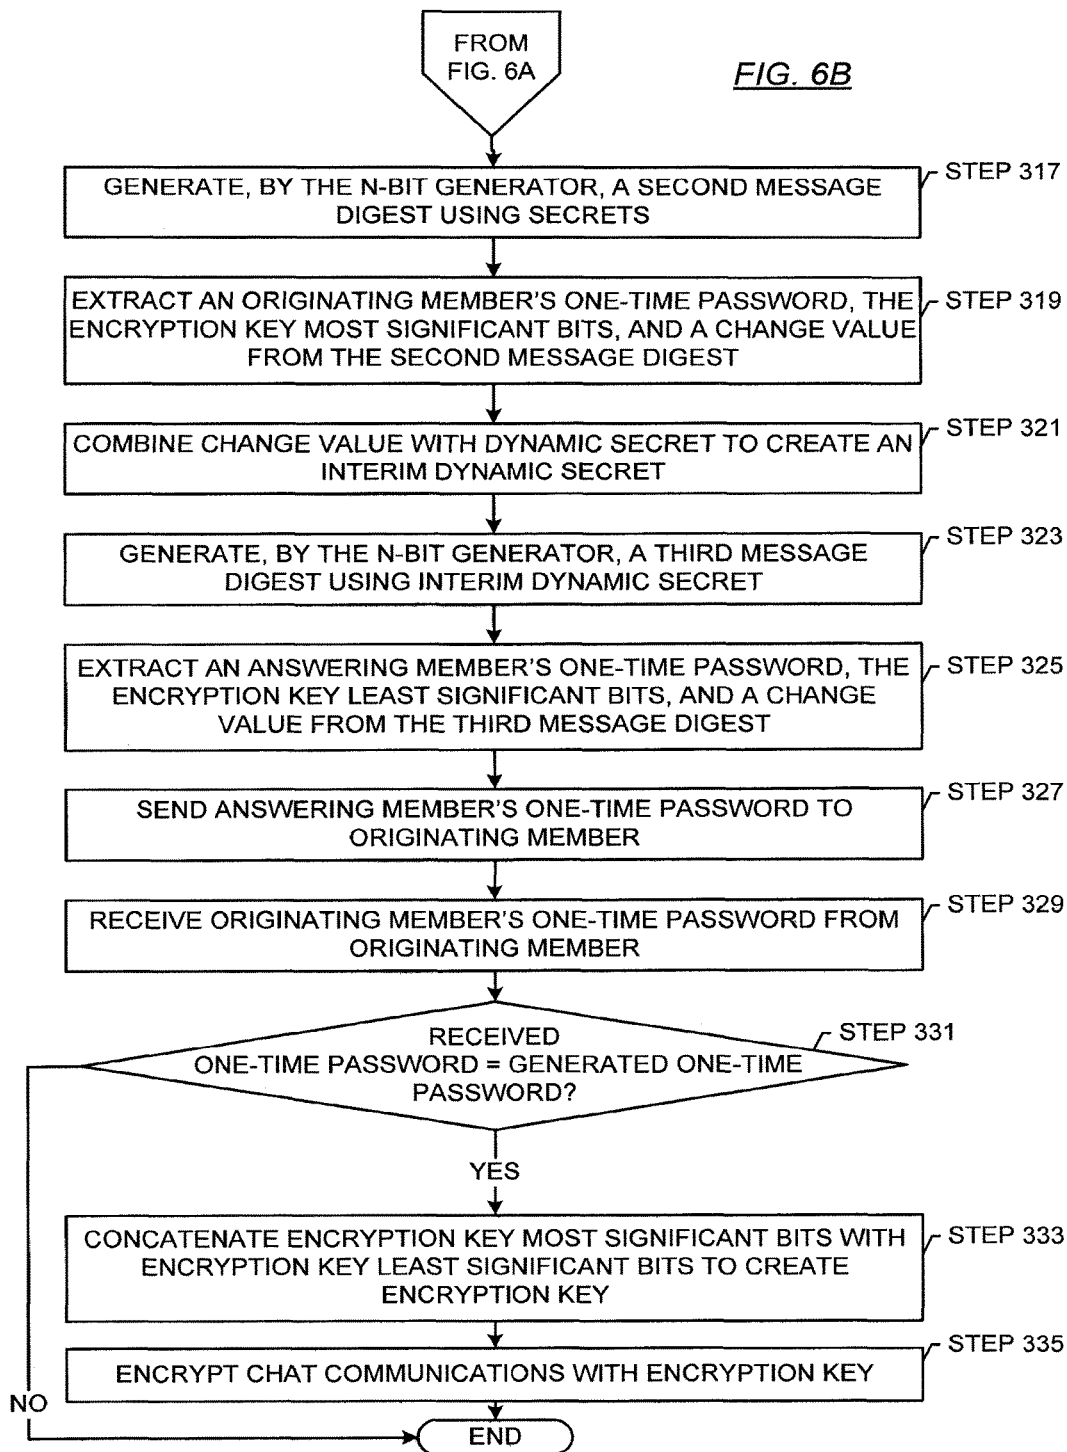 FROM
FIG. 6A
FIG. 6B
STEP 317
GENERATE, BY THE N-BIT GENERATOR, A SECOND MESSAGE
DIGEST USING SECRETS
STEP 319
EXTRACT AN ORIGINATING MEMBER'S ONE-TIME PASSWORD, THE
ENCRYPTION KEY MOST SIGNIFICANT BITS, AND A CHANGE VALUE
FROM THE SECOND MESSAGE DIGEST
STEP 321
COMBINE CHANGE VALUE WITH DYNAMIC SECRET TO CREATE AN
INTERIM DYNAMIC SECRET
STEP 323
GENERATE, BY THE N-BIT GENERATOR, A THIRD MESSAGE
DIGEST USING INTERIM DYNAMIC SECRET
STEP 325
EXTRACT AN ANSWERING MEMBER'S ONE-TIME PASSWORD, THE
ENCRYPTION KEY LEAST SIGNIFICANT BITS, AND A CHANGE
VALUE FROM THE THIRD MESSAGE DIGEST
STEP 327
SEND ANSWERING MEMBER'S ONE-TIME PASSWORD TO
ORIGINATING MEMBER
STEP 329
RECEIVE ORIGINATING MEMBER'S ONE-TIME PASSWORD FROM
ORIGINATING MEMBER
STEP 331
RECEIVED
ONE-TIME PASSWORD = GENERATED ONE-TIME
PASSWORD?
YES
STEP 333
CONCATENATE ENCRYPTION KEY MOST SIGNIFICANT BITS WITH
ENCRYPTION KEY LEAST SIGNIFICANT BITS TO CREATE
ENCRYPTION KEY
STEP 335
ENCRYPT CHAT COMMUNICATIONS WITH ENCRYPTION KEY
NO
END